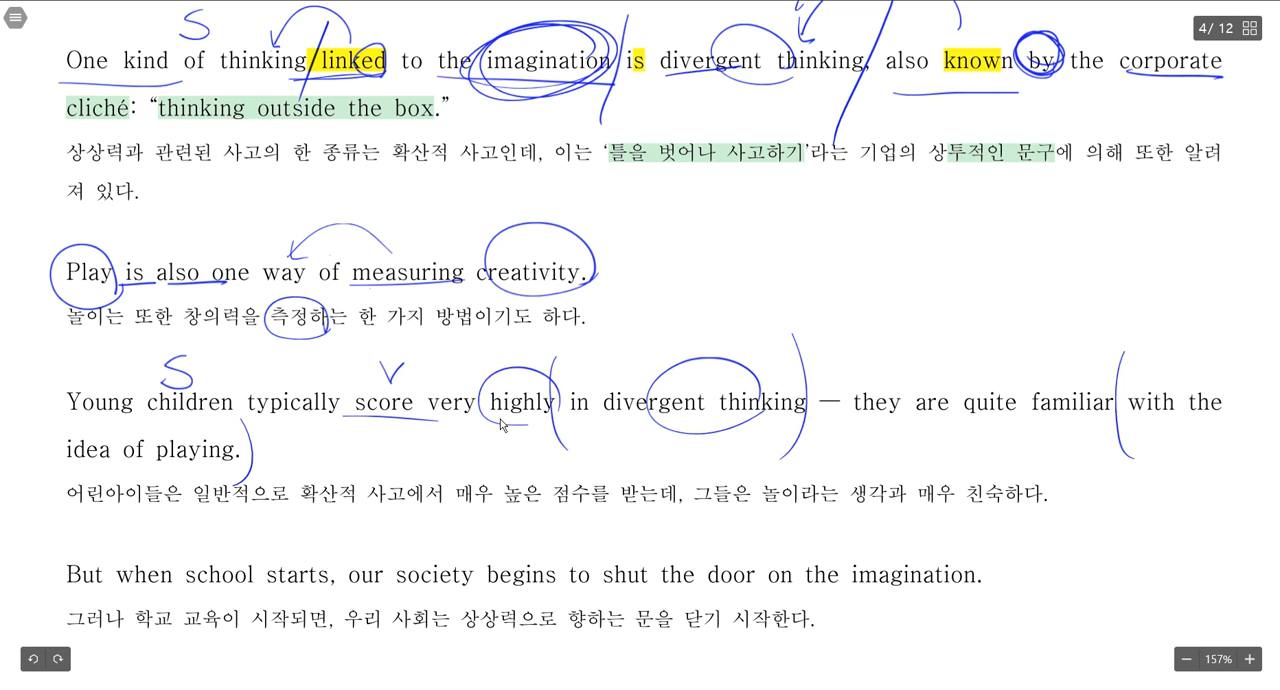 4 / 12
S
One kind of thinking linked to the imagination is divergent thinking, also known by the corporate
cliché: “thinking outside the box.”
상상력과 관련된 사고의 한 종류는 확산적 사고인데, 이는 ‘틀을 벗어나 사고하기’라는 기업의 상투적인 문구에 의해 또한 알려
져 있다.
Play is also one way of measuring creativity.
놀이는 또한 창의력을 측정하는 한 가지 방법이기도 하다.
S V
Young children typically score very highly in divergent thinking — they are quite familiar with the
idea of playing.
어린아이들은 일반적으로 확산적 사고에서 매우 높은 점수를 받는데, 그들은 놀이라는 생각과 매우 친숙하다.
But when school starts, our society begins to shut the door on the imagination.
그러나 학교 교육이 시작되면, 우리 사회는 상상력으로 향하는 문을 닫기 시작한다.
157%